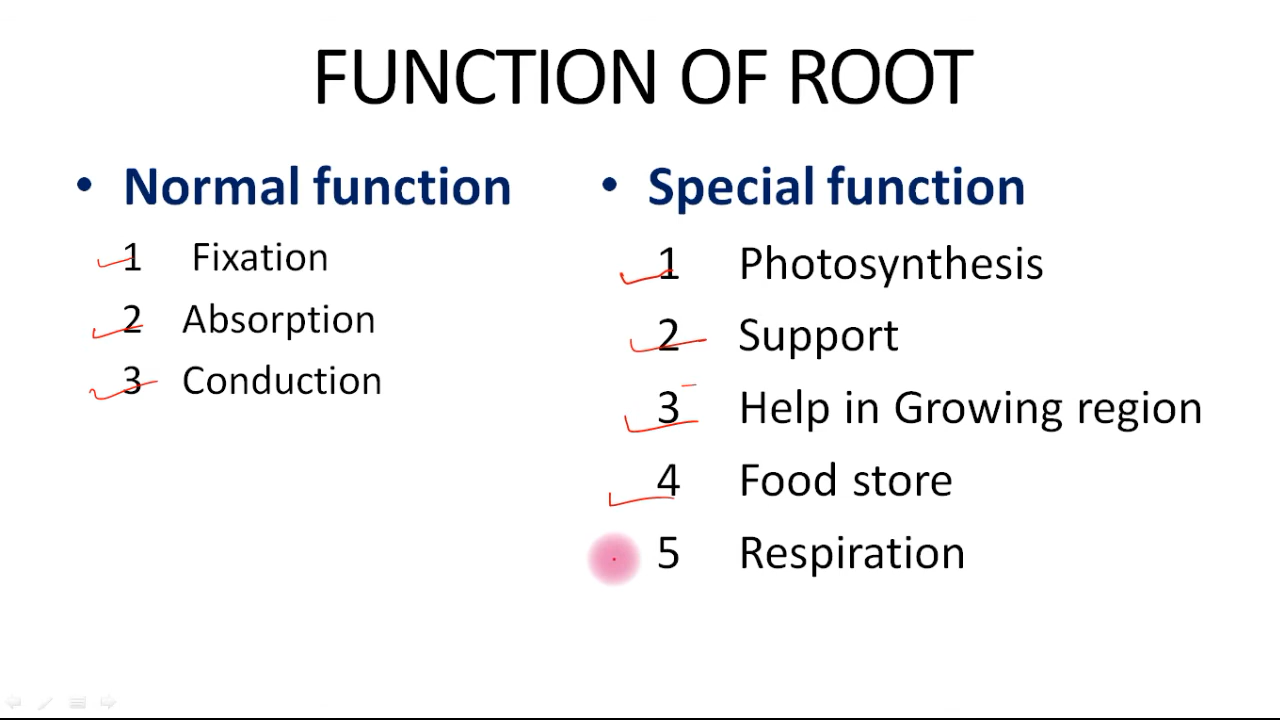 FUNCTION OF ROOT
• Normal function
1 Fixation
2 Absorption
3 Conduction
• Special function
1 Photosynthesis
2 Support
3 Help in Growing region
4 Food store
5 Respiration